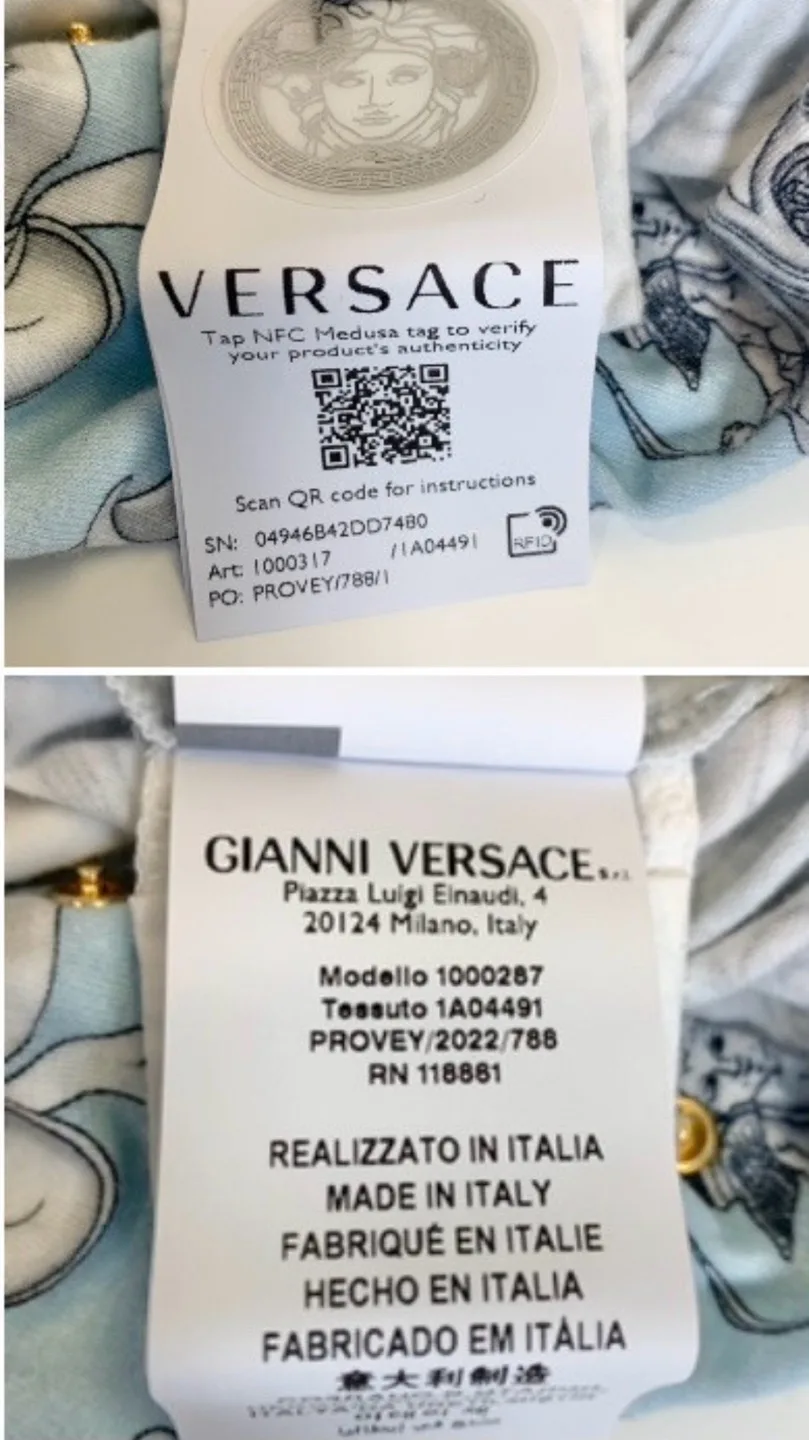 VERSACE
Tap NFC Medusa tag to verify
your product's authenticity
Scan QR code for instructions
SN: 04946B42DD7480
Art: 1000317 /1A04491
RFID
PO: PROVEY/788/1
GIANNI VERSACE S.r.l.
Piazza Luigi Einaudi, 4
20124 Milano, Italy
Modello 1000287
Tessuto 1A04491
PROVEY/2022/788
RN 118861
REALIZZATO IN ITALIA
MADE IN ITALY
FABRIQUÉ EN ITALIE
HECHO EN ITALIA
FABRICADO EM ITÁLIA
意大利制造